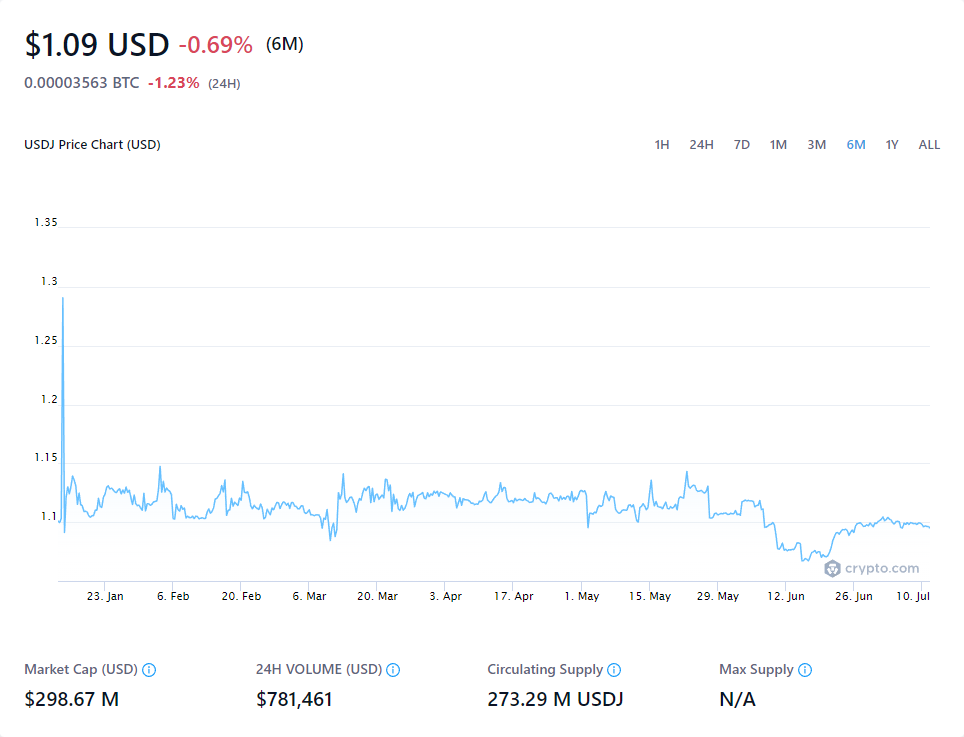 $1.09 USD -0.69% (6M)
0.00003563 BTC -1.23% (24H)
USDJ Price Chart (USD) 1H 24H 7D 1M 3M 6M 1Y ALL
1.35
1.3
1.25
1.2
1.15
1.1
crypto.com
23. Jan 6. Feb 20. Feb 6. Mar 20. Mar 3. Apr 17. Apr 1. May 15. May 29. May 12. Jun 26. Jun 10. Jul
Market Cap (USD) 24H VOLUME (USD) Circulating Supply Max Supply
$298.67 M $781,461 273.29 M USDJ N/A